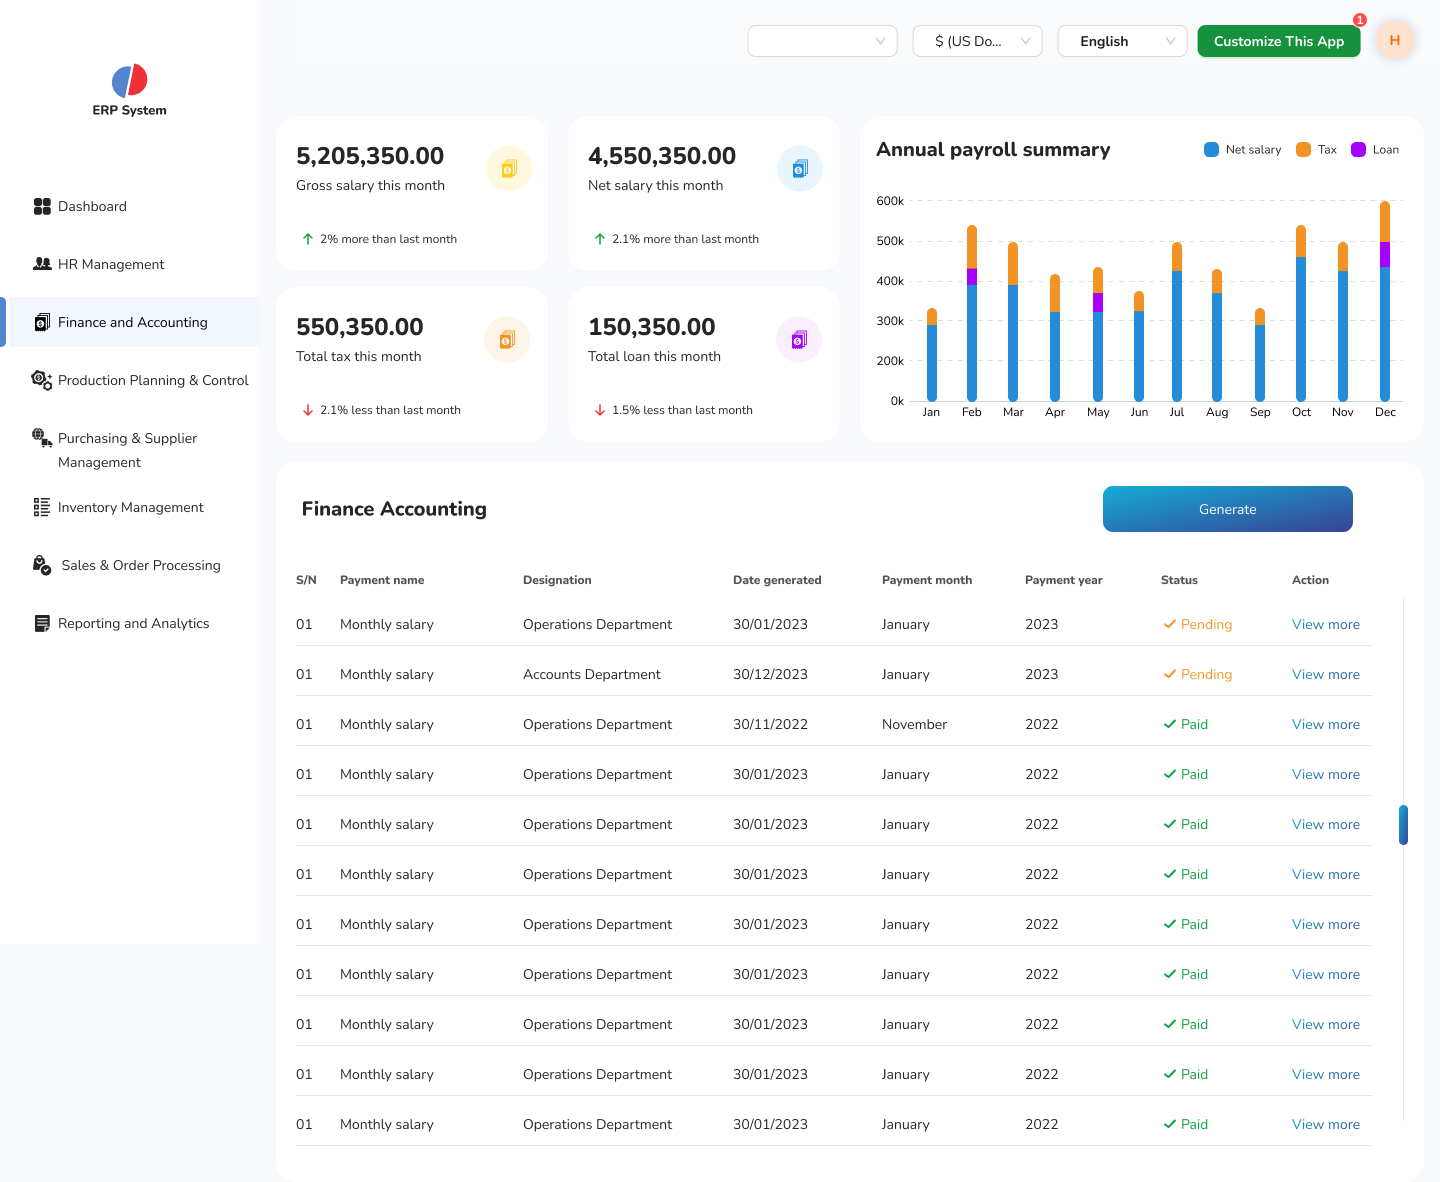 $ (US Do...
English
Customize This App
1
H
ERP System
Dashboard
HR Management
Finance and Accounting
Production Planning & Control
Purchasing & Supplier
Management
Inventory Management
Sales & Order Processing
Reporting and Analytics
5,205,350.00
Gross salary this month
2% more than last month
4,550,350.00
Net salary this month
2.1% more than last month
550,350.00
Total tax this month
2.1% less than last month
150,350.00
Total loan this month
1.5% less than last month
Annual payroll summary
Net salary Tax Loan
600k
500k
400k
300k
200k
0k
Jan Feb Mar Apr May Jun Jul Aug Sep Oct Nov Dec
Finance Accounting
Generate
S/N Payment name Designation Date generated Payment month Payment year Status Action
01 Monthly salary Operations Department 30/01/2023 January 2023 Pending View more
01 Monthly salary Accounts Department 30/12/2023 January 2023 Pending View more
01 Monthly salary Operations Department 30/11/2022 November 2022 Paid View more
01 Monthly salary Operations Department 30/01/2023 January 2022 Paid View more
01 Monthly salary Operations Department 30/01/2023 January 2022 Paid View more
01 Monthly salary Operations Department 30/01/2023 January 2022 Paid View more
01 Monthly salary Operations Department 30/01/2023 January 2022 Paid View more
01 Monthly salary Operations Department 30/01/2023 January 2022 Paid View more
01 Monthly salary Operations Department 30/01/2023 January 2022 Paid View more
01 Monthly salary Operations Department 30/01/2023 January 2022 Paid View more
01 Monthly salary Operations Department 30/01/2023 January 2022 Paid View more